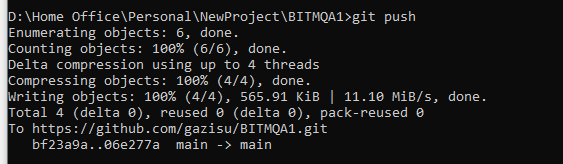 D:\Home Office\Personal\NewProject\BITMQA1>git push
Enumerating objects: 6, done.
Counting objects: 100% (6/6), done.
Delta compression using up to 4 threads
Compressing objects: 100% (4/4), done.
Writing objects: 100% (4/4), 565.91 KiB | 11.10 MiB/s, done.
Total 4 (delta 0), reused 0 (delta 0), pack-reused 0
To https://github.com/gazisu/BITMQA1.git
   bf23a9a..06e277a  main -> main